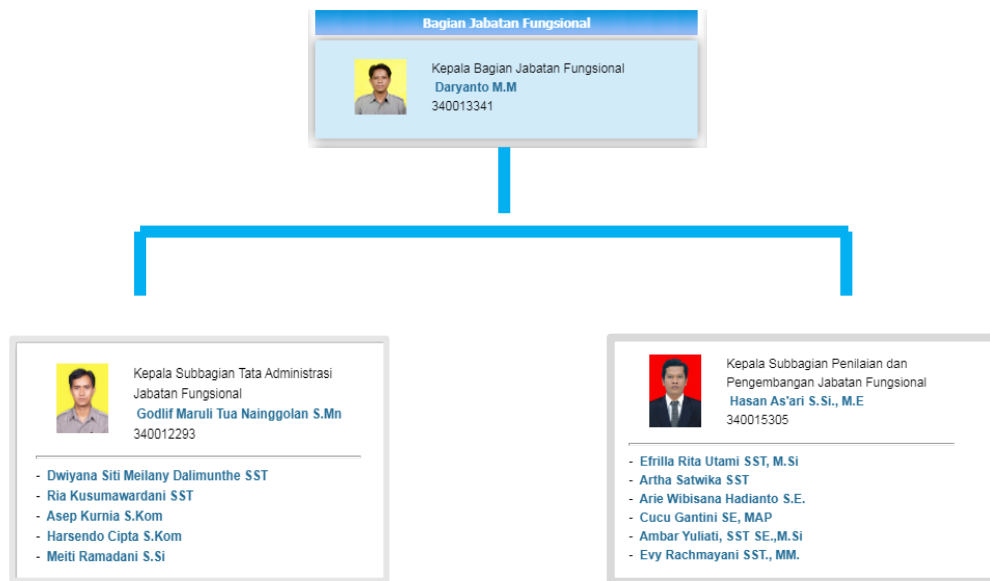 Bagian Jabatan Fungsional
Kepala Bagian Jabatan Fungsional
Daryanto M.M
340013341
Kepala Subbagian Tata Administrasi
Jabatan Fungsional
Godlif Maruli Tua Nainggolan S.Mn
340012293
- Dwiyana Siti Meilany Dalimunthe SST
- Ria Kusumawardani SST
- Asep Kurnia S.Kom
- Harsendo Cipta S.Kom
- Meiti Ramadani S.Si
Kepala Subbagian Penilaian dan
Pengembangan Jabatan Fungsional
Hasan As'ari S.Si., M.E
340015305
- Efrilla Rita Utami SST, M.Si
- Artha Satwika SST
- Arie Wibisana Hadianto S.E.
- Cucu Gantini SE, MAP
- Ambar Yuliati, SST SE.,M.Si
- Evy Rachmayani SST., MM.